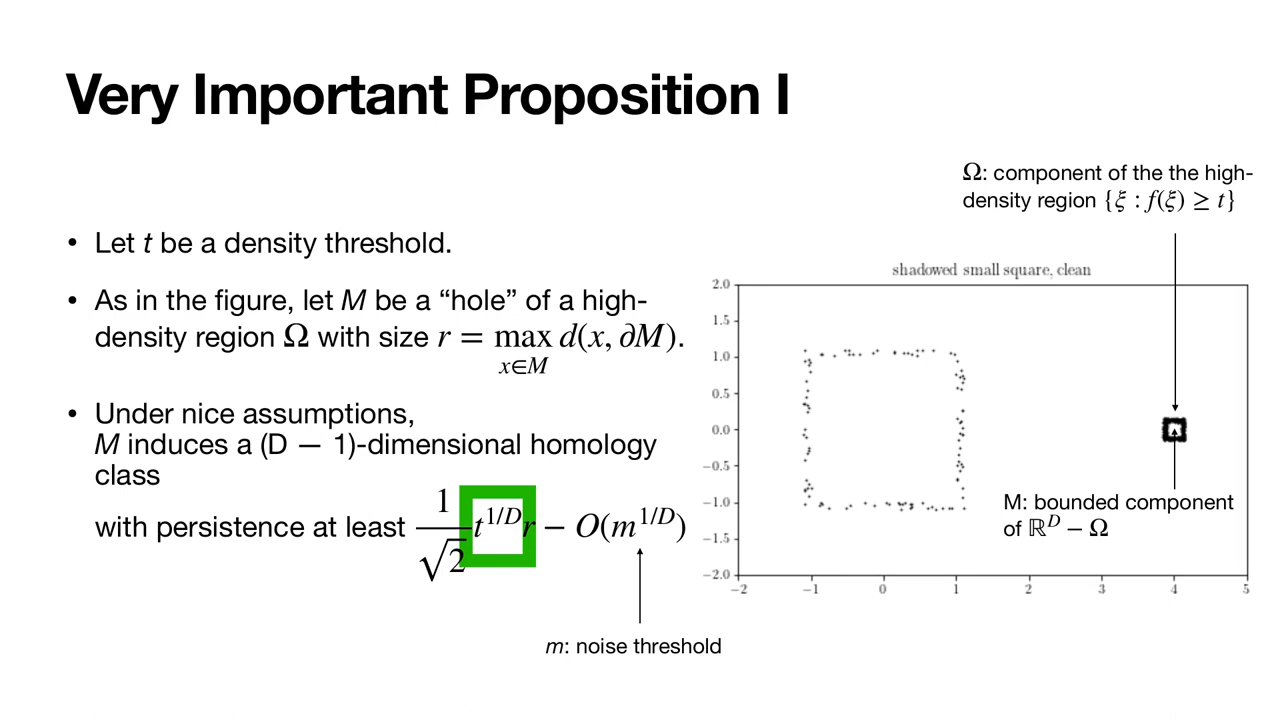 Very Important Proposition I
Ω: component of the the high-
density region {ξ : f(ξ) ≥ t}
• Let t be a density threshold.
• As in the figure, let M be a “hole” of a high-
density region Ω with size r = max d(x, ∂M).
x∈M
• Under nice assumptions,
M induces a (D — 1)-dimensional homology
class
with persistence at least 1/√2 t^{1/D} r − O(m^{1/D})
m: noise threshold
shadowed small square, clean
2.0
1.5
1.0
0.5
0.0
−0.5
−1.0
−1.5
−2.0
−2 −1 0 1 2 3 4 5
M: bounded component
of ℝ^D − Ω